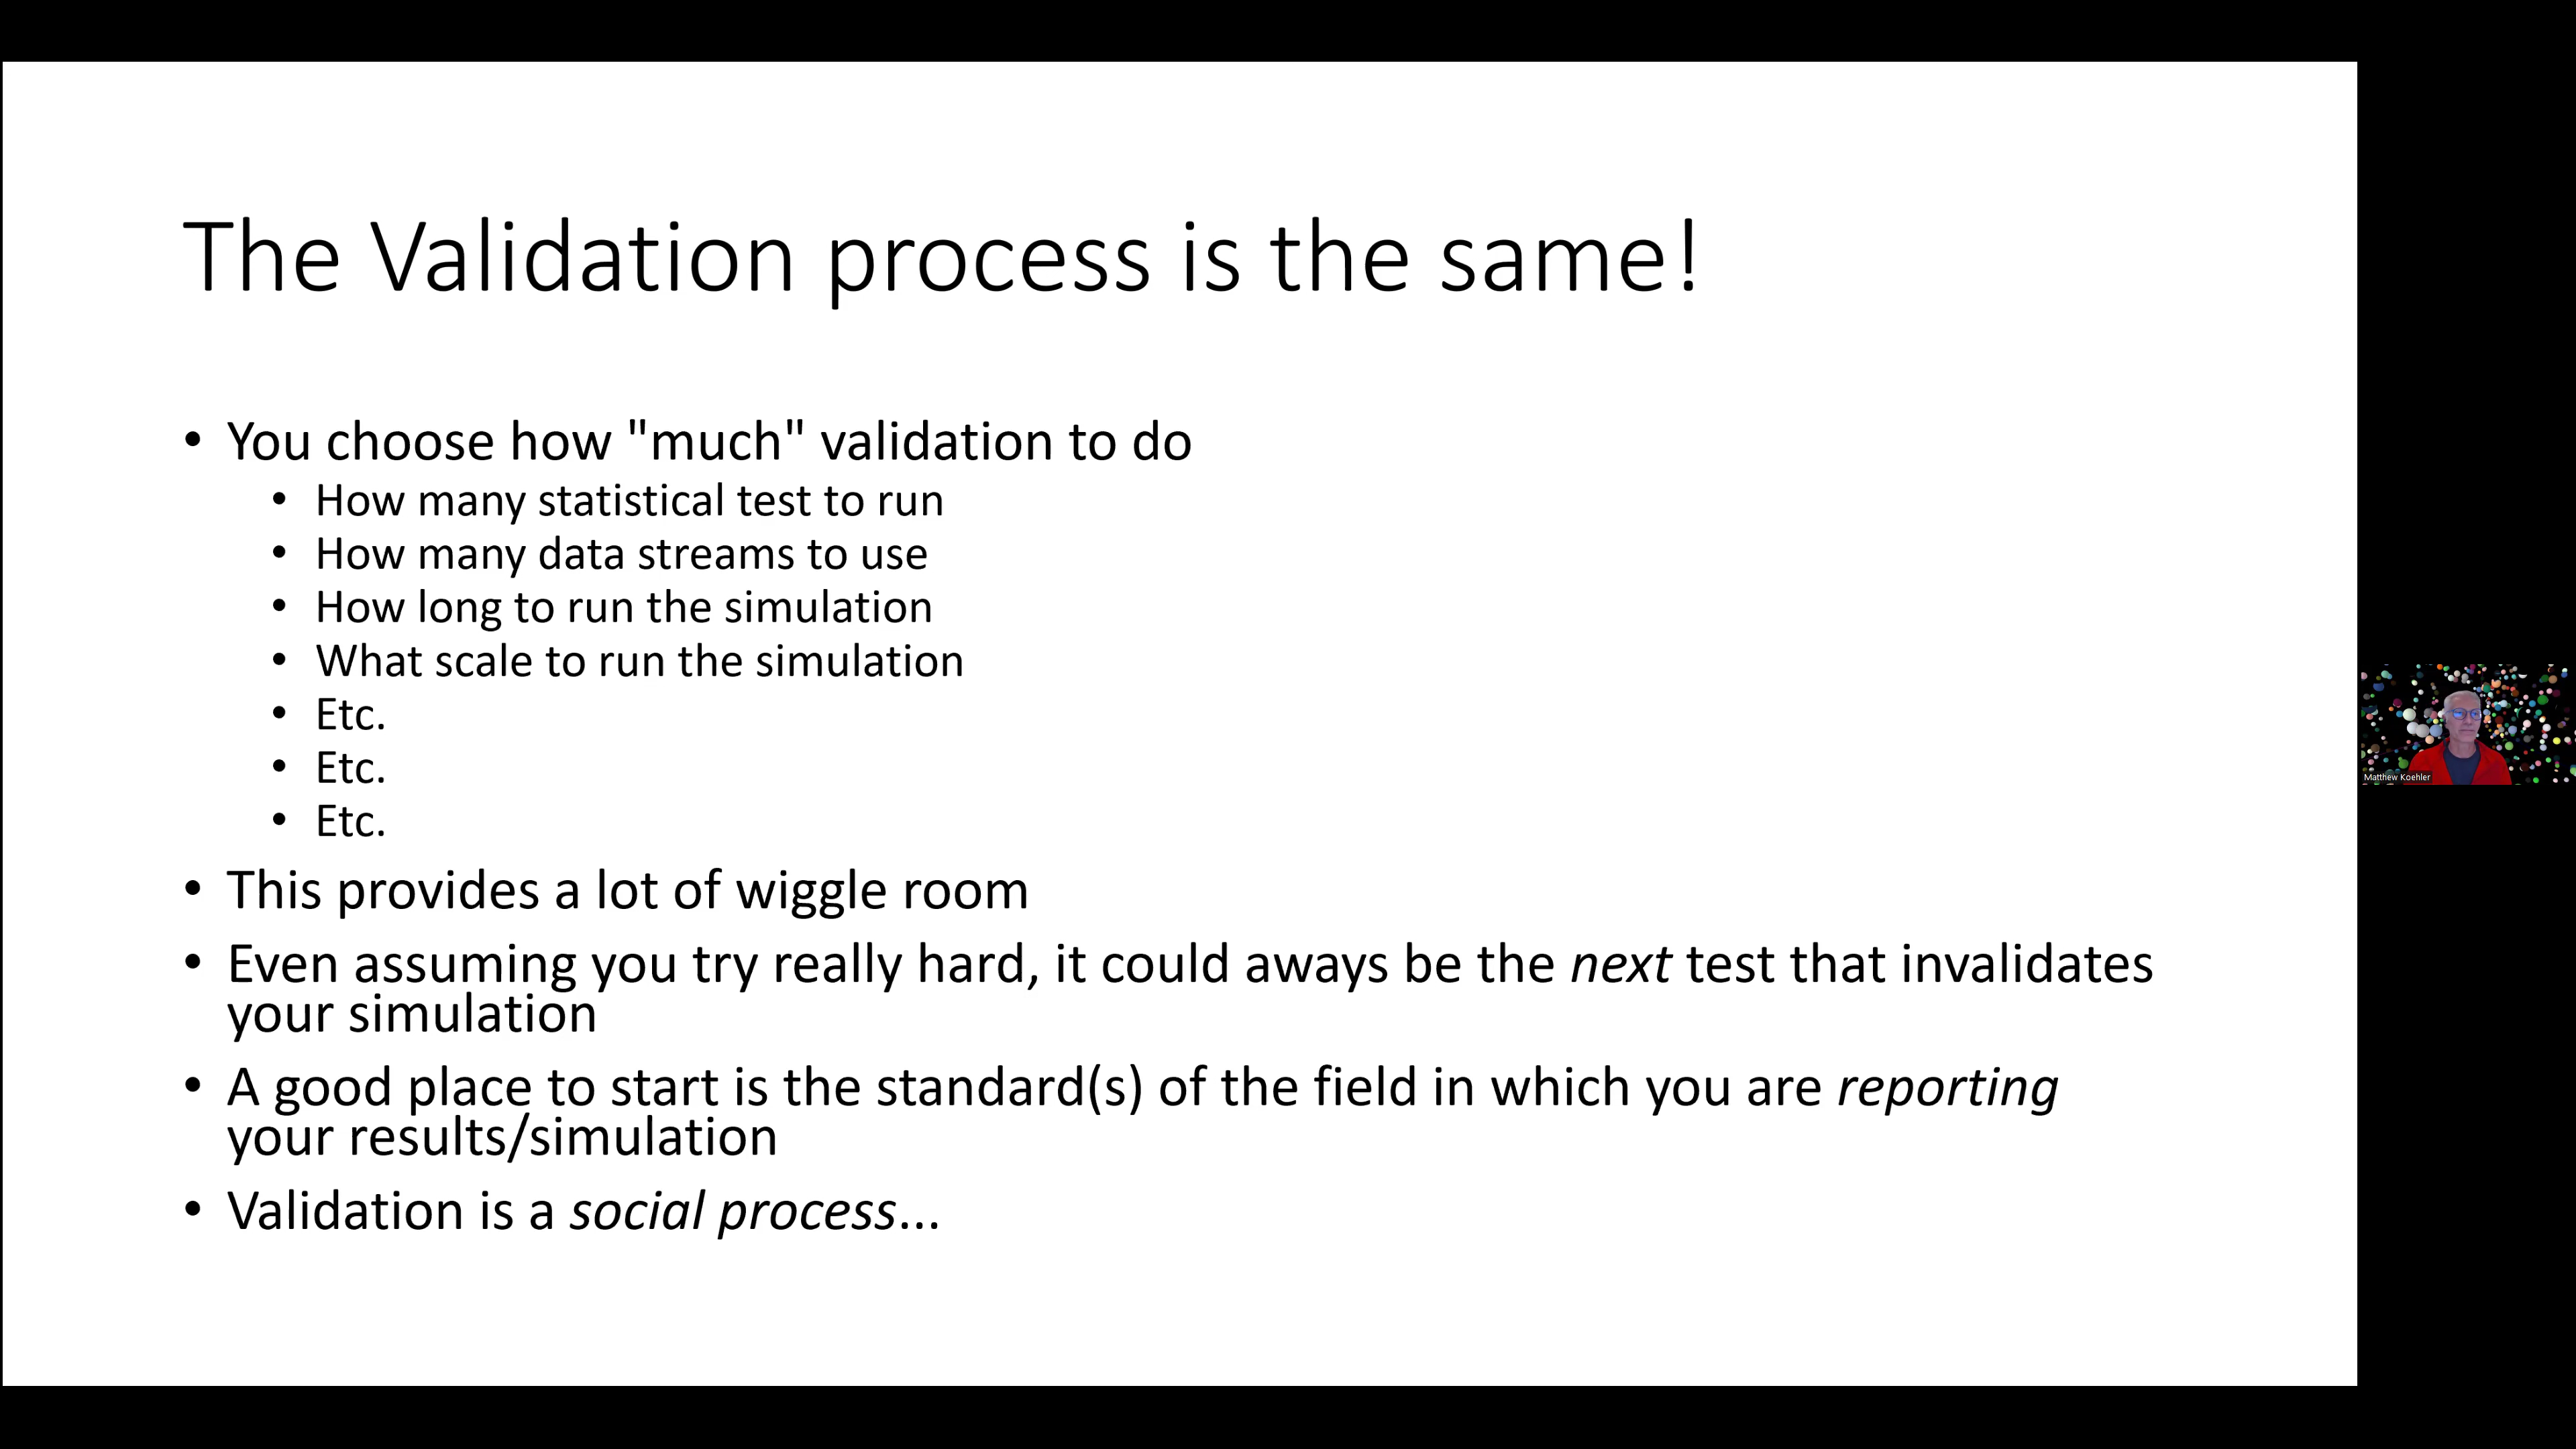 The Validation process is the same!
• You choose how "much" validation to do
• How many statistical test to run
• How many data streams to use
• How long to run the simulation
• What scale to run the simulation
• Etc.
• Etc.
• Etc.
• This provides a lot of wiggle room
• Even assuming you try really hard, it could aways be the next test that invalidates
your simulation
• A good place to start is the standard(s) of the field in which you are reporting
your results/simulation
• Validation is a social process...
Matthew Koehler